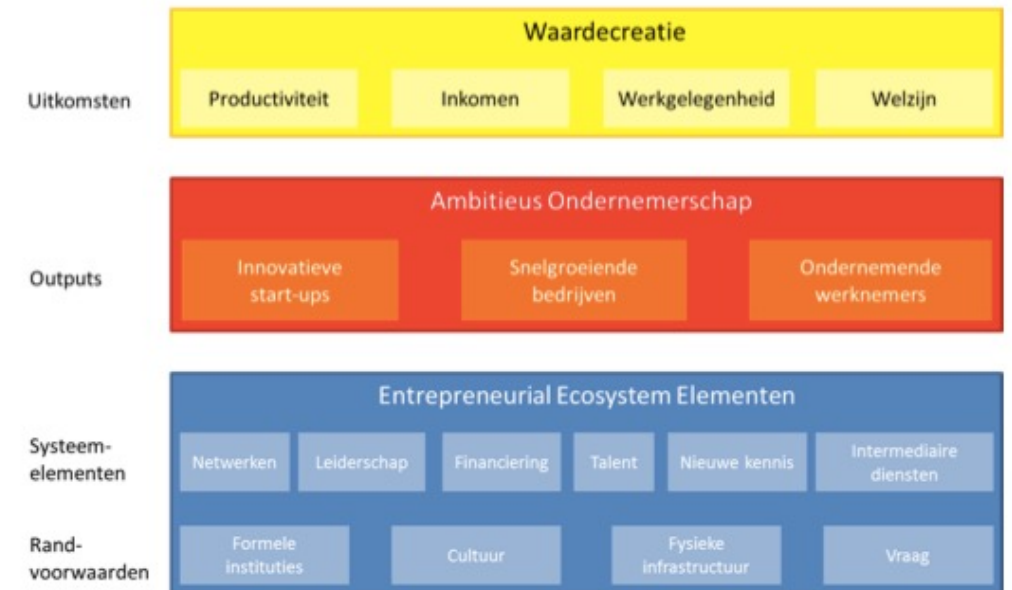 Waardecreatie
Uitkomsten
Productiviteit
Inkomen
Werkgelegenheid
Welzijn
Ambitieus Ondernemerschap
Outputs
Innovatieve
start-ups
Snelgroeiende
bedrijven
Ondernemende
werknemers
Entrepreneurial Ecosystem Elementen
Systeem-
elementen
Netwerken
Leiderschap
Financiering
Talent
Nieuwe kennis
Intermediaire
diensten
Rand-
voorwaarden
Formele
instituties
Cultuur
Fysieke
infrastructuur
Vraag